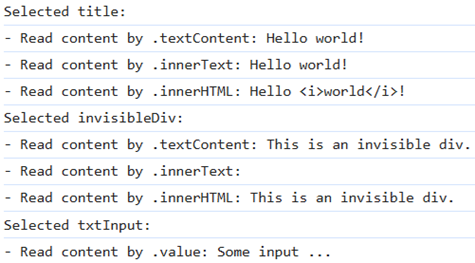 Selected title:
- Read content by .textContent: Hello world!
- Read content by .innerText: Hello world!
- Read content by .innerHTML: Hello <i>world</i>!
Selected invisibleDiv:
- Read content by .textContent: This is an invisible div.
- Read content by .innerText:
- Read content by .innerHTML: This is an invisible div.
Selected txtInput:
- Read content by .value: Some input ...